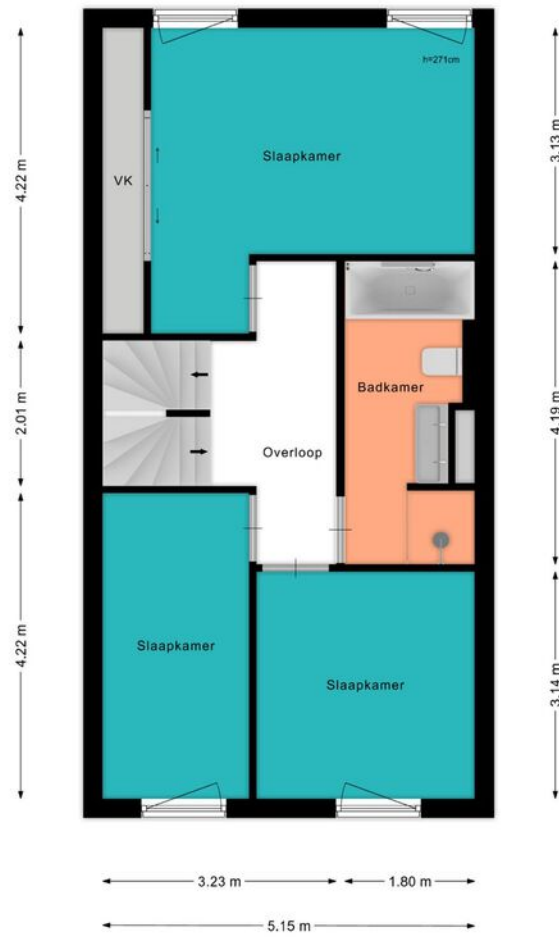 h=271cm
Slaapkamer
VK
4.22 m
3.13 m
Badkamer
2.01 m
4.19 m
Overloop
Slaapkamer
Slaapkamer
4.22 m
3.14 m
3.23 m
1.80 m
5.15 m